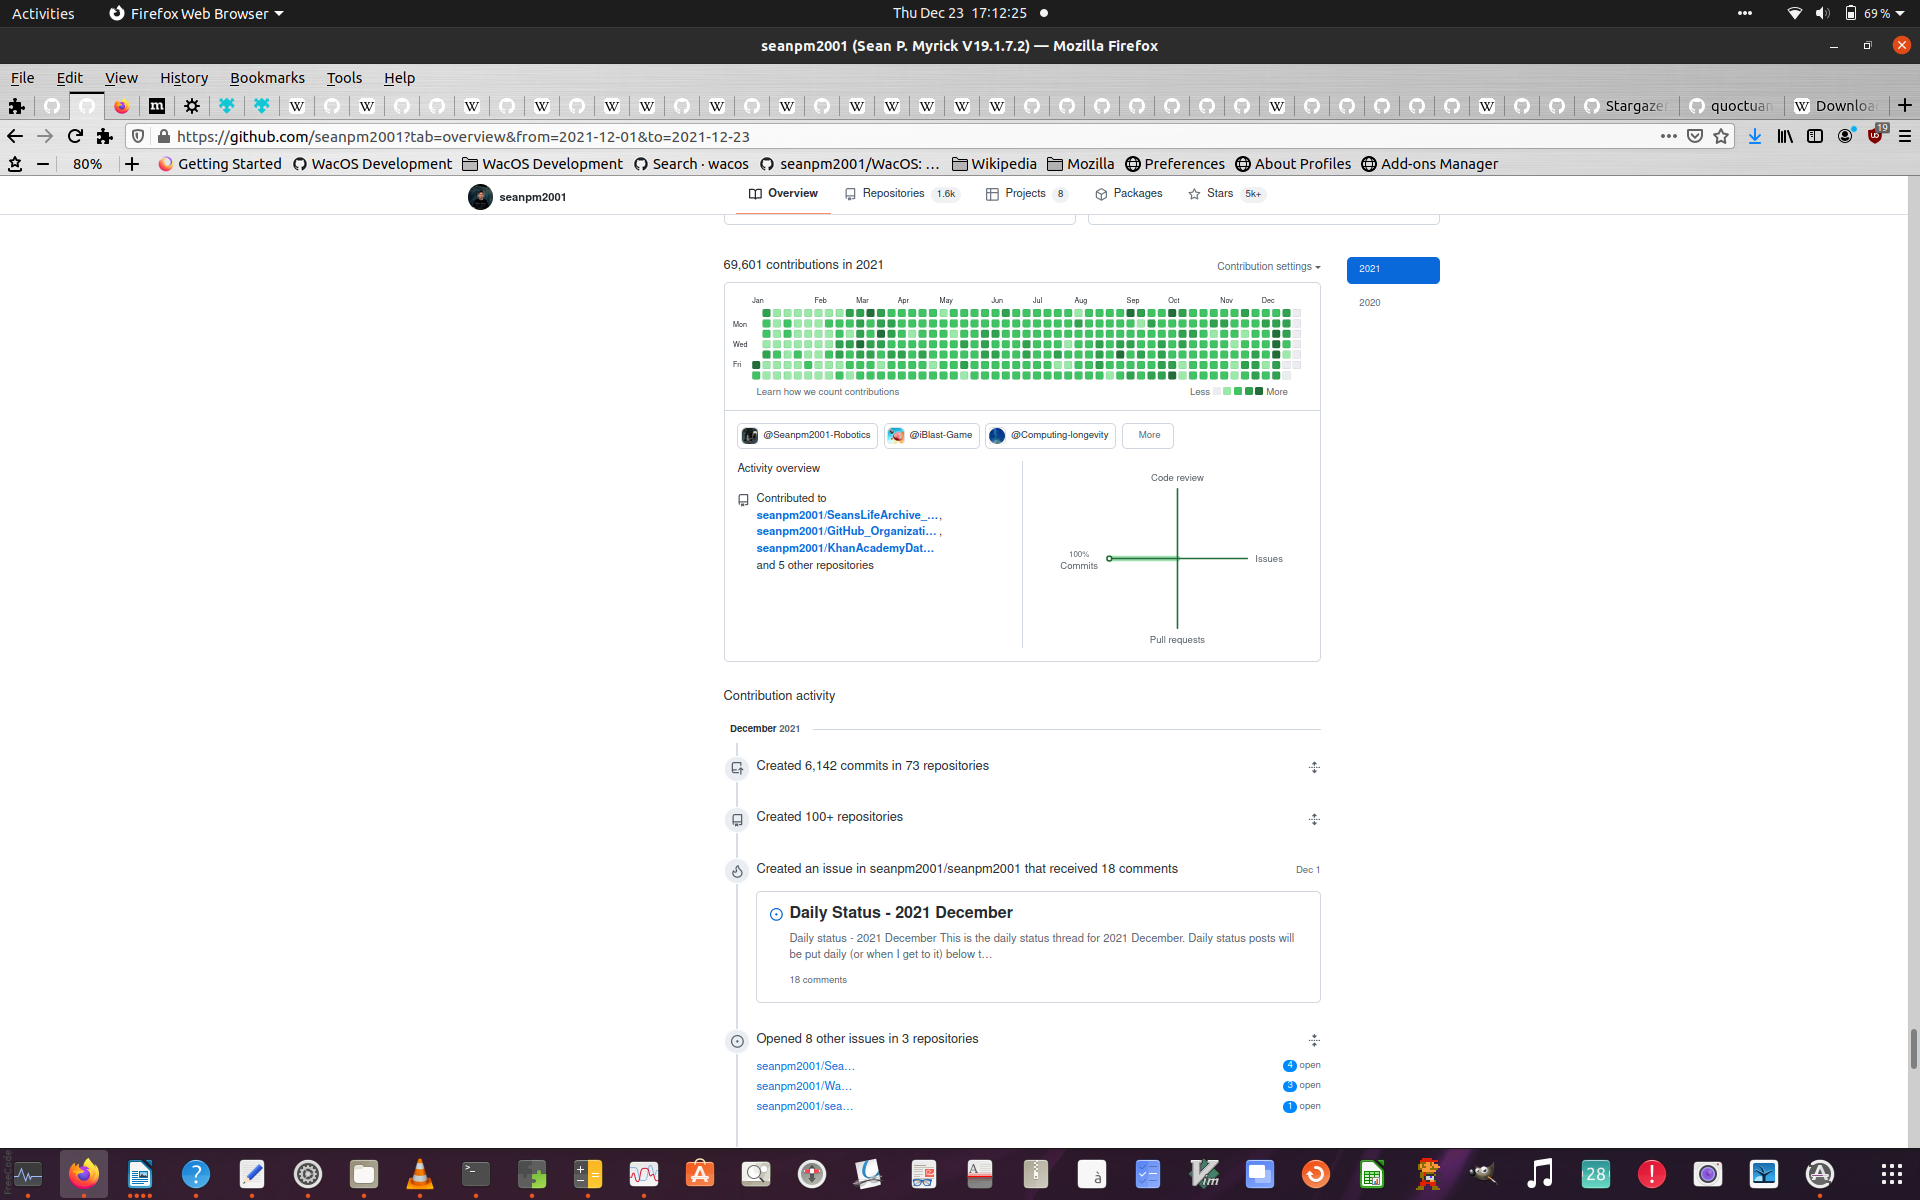 Activities
Firefox Web Browser
Thu Dec 23 17:12:25
69 %
seanpm2001 (Sean P. Myrick V19.1.7.2) — Mozilla Firefox
File Edit View History Bookmarks Tools Help
Stargaze
quoctuan
Downloa
https://github.com/seanpm2001?tab=overview&from=2021-12-01&to=2021-12-23
19
80%
Getting Started
WacOS Development
WacOS Development
Search · wacos
seanpm2001/WacOS: ...
Wikipedia
Mozilla
Preferences
About Profiles
Add-ons Manager
seanpm2001
Overview
Repositories 1.6k
Projects 8
Packages
Stars 5k+
69,601 contributions in 2021
Contribution settings
2021
2020
Jan Feb Mar Apr May Jun Jul Aug Sep Oct Nov Dec
Mon
Wed
Fri
Learn how we count contributions
Less
More
@Seanpm2001-Robotics
@iBlast-Game
@Computing-longevity
More
Activity overview
Contributed to
seanpm2001/SeansLifeArchive_...,
seanpm2001/GitHub_Organizati... ,
seanpm2001/KhanAcademyDat...
and 5 other repositories
Code review
100%
Commits
Issues
Pull requests
Contribution activity
December 2021
Created 6,142 commits in 73 repositories
Created 100+ repositories
Created an issue in seanpm2001/seanpm2001 that received 18 comments
Dec 1
Daily Status - 2021 December
Daily status - 2021 December This is the daily status thread for 2021 December. Daily status posts will
be put daily (or when I get to it) below t...
18 comments
Opened 8 other issues in 3 repositories
seanpm2001/Sea...
4 open
seanpm2001/Wa...
3 open
seanpm2001/sea...
1 open
28